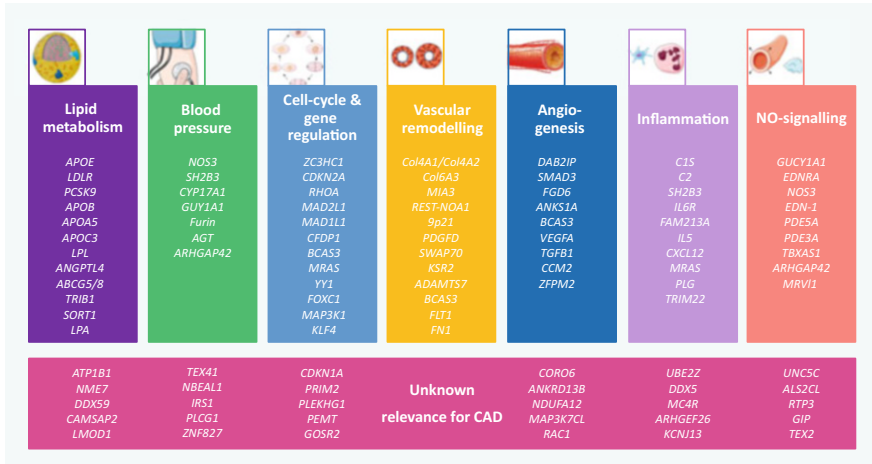 Lipid
metabolism
APOE
LDLR
PCSK9
APOB
APOA5
APOC3
LPL
ANGPTL4
ABCG5/8
TRIB1
SORT1
LPA
Blood
pressure
NOS3
SH2B3
CYP17A1
GUY1A1
Furin
AGT
ARHGAP42
Cell-cycle &
gene
regulation
ZC3HC1
CDKN2A
RHOA
MAD2L1
MAD1L1
CFDP1
BCAS3
MRAS
YY1
FOXC1
MAP3K1
KLF4
Vascular
remodelling
Col4A1/Col4A2
Col6A3
MIA3
REST-NOA1
9p21
PDGFD
SWAP70
KSR2
ADAMTS7
BCAS3
FLT1
FN1
Angio-
genesis
DAB2IP
SMAD3
FGD6
ANKS1A
BCAS3
VEGFA
TGFB1
CCM2
ZFPM2
Inflammation
C1S
C2
SH2B3
IL6R
FAM213A
IL5
CXCL12
MRAS
PLG
TRIM22
NO-signalling
GUCY1A1
EDNRA
NOS3
EDN-1
PDE5A
PDE3A
TBXAS1
ARHGAP42
MRVl1
ATP1B1
NME7
DDX59
CAMSAP2
LMOD1
TEX41
NBEAL1
IRS1
PLCG1
ZNF827
CDKN1A
PRIM2
PLEKHG1
PEMT
GOSR2
Unknown
relevance for CAD
CORO6
ANKRD13B
NDUFA12
MAP3K7CL
RAC1
UBE2Z
DDX5
MC4R
ARHGEF26
KCNJ13
UNC5C
ALS2CL
RTP3
GIP
TEX2